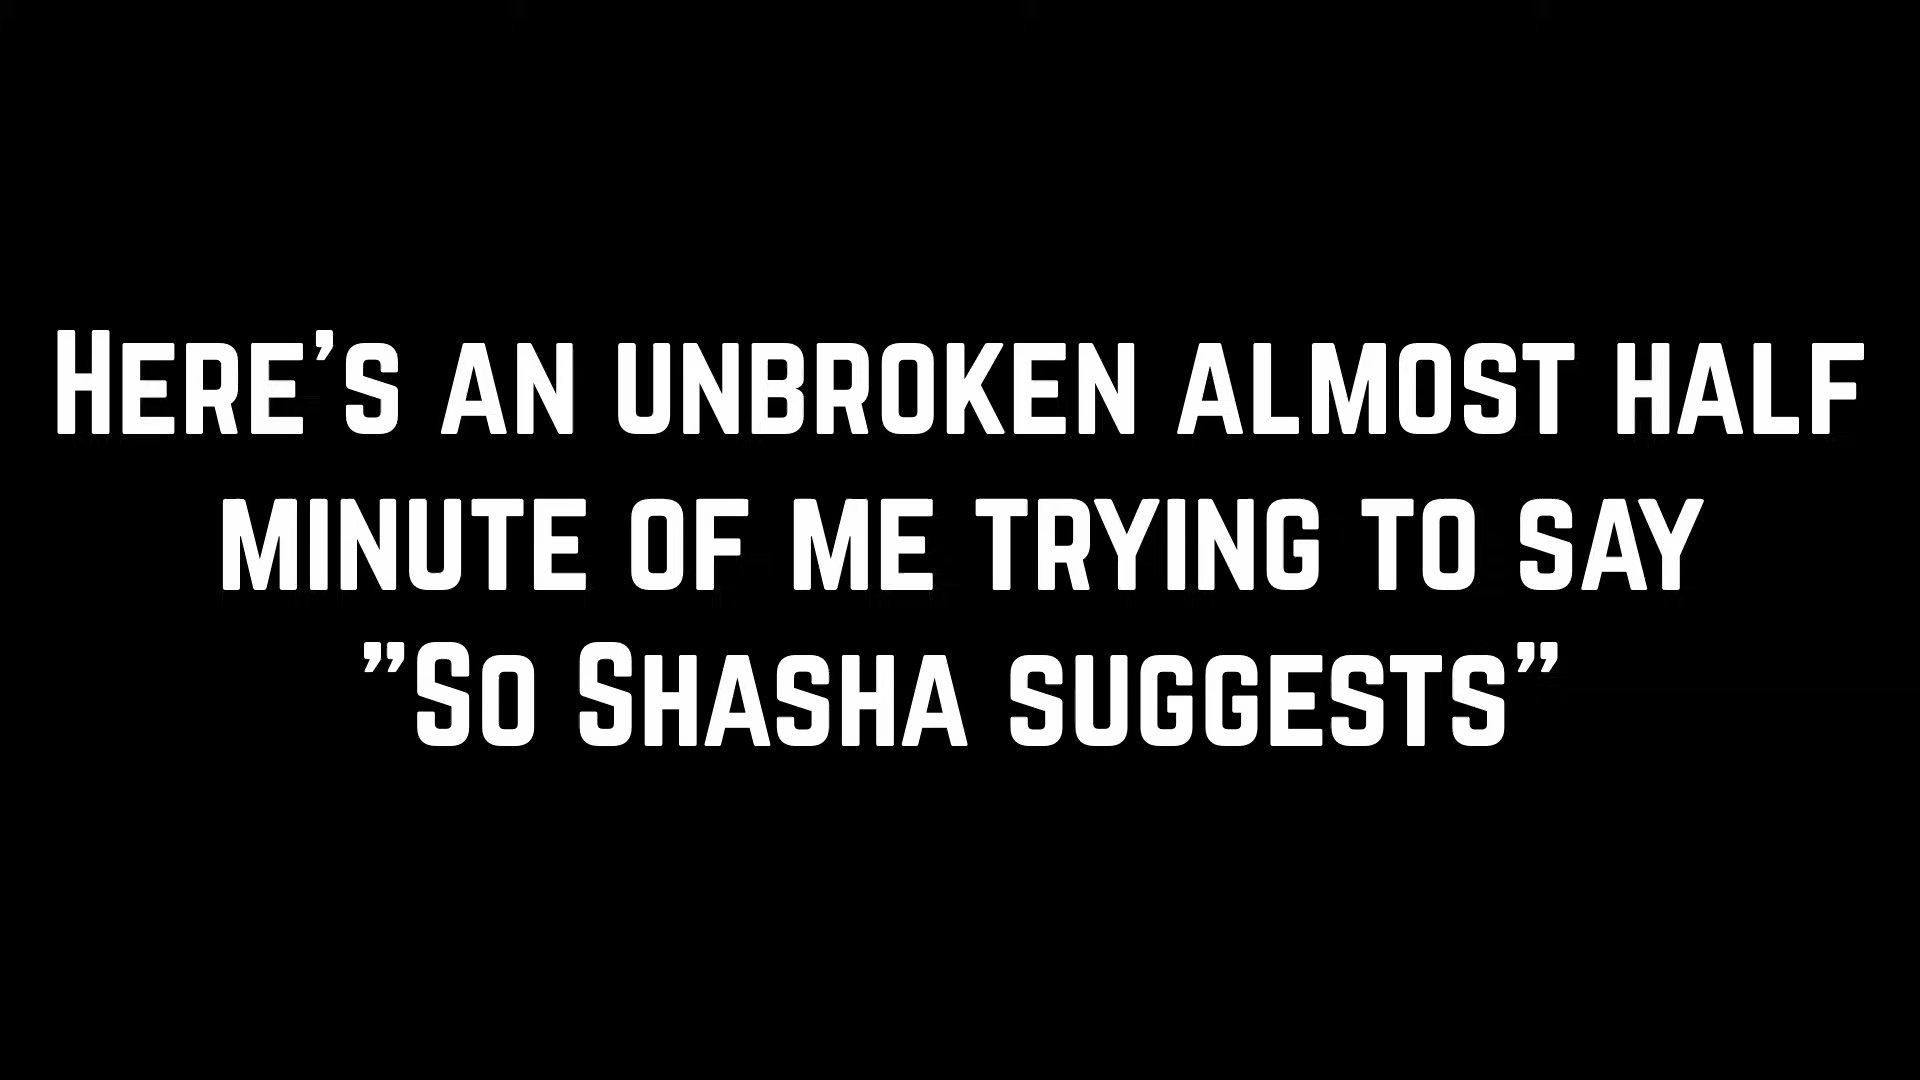 Here’s an unbroken almost half
minute of me trying to say
”So Shasha suggests”